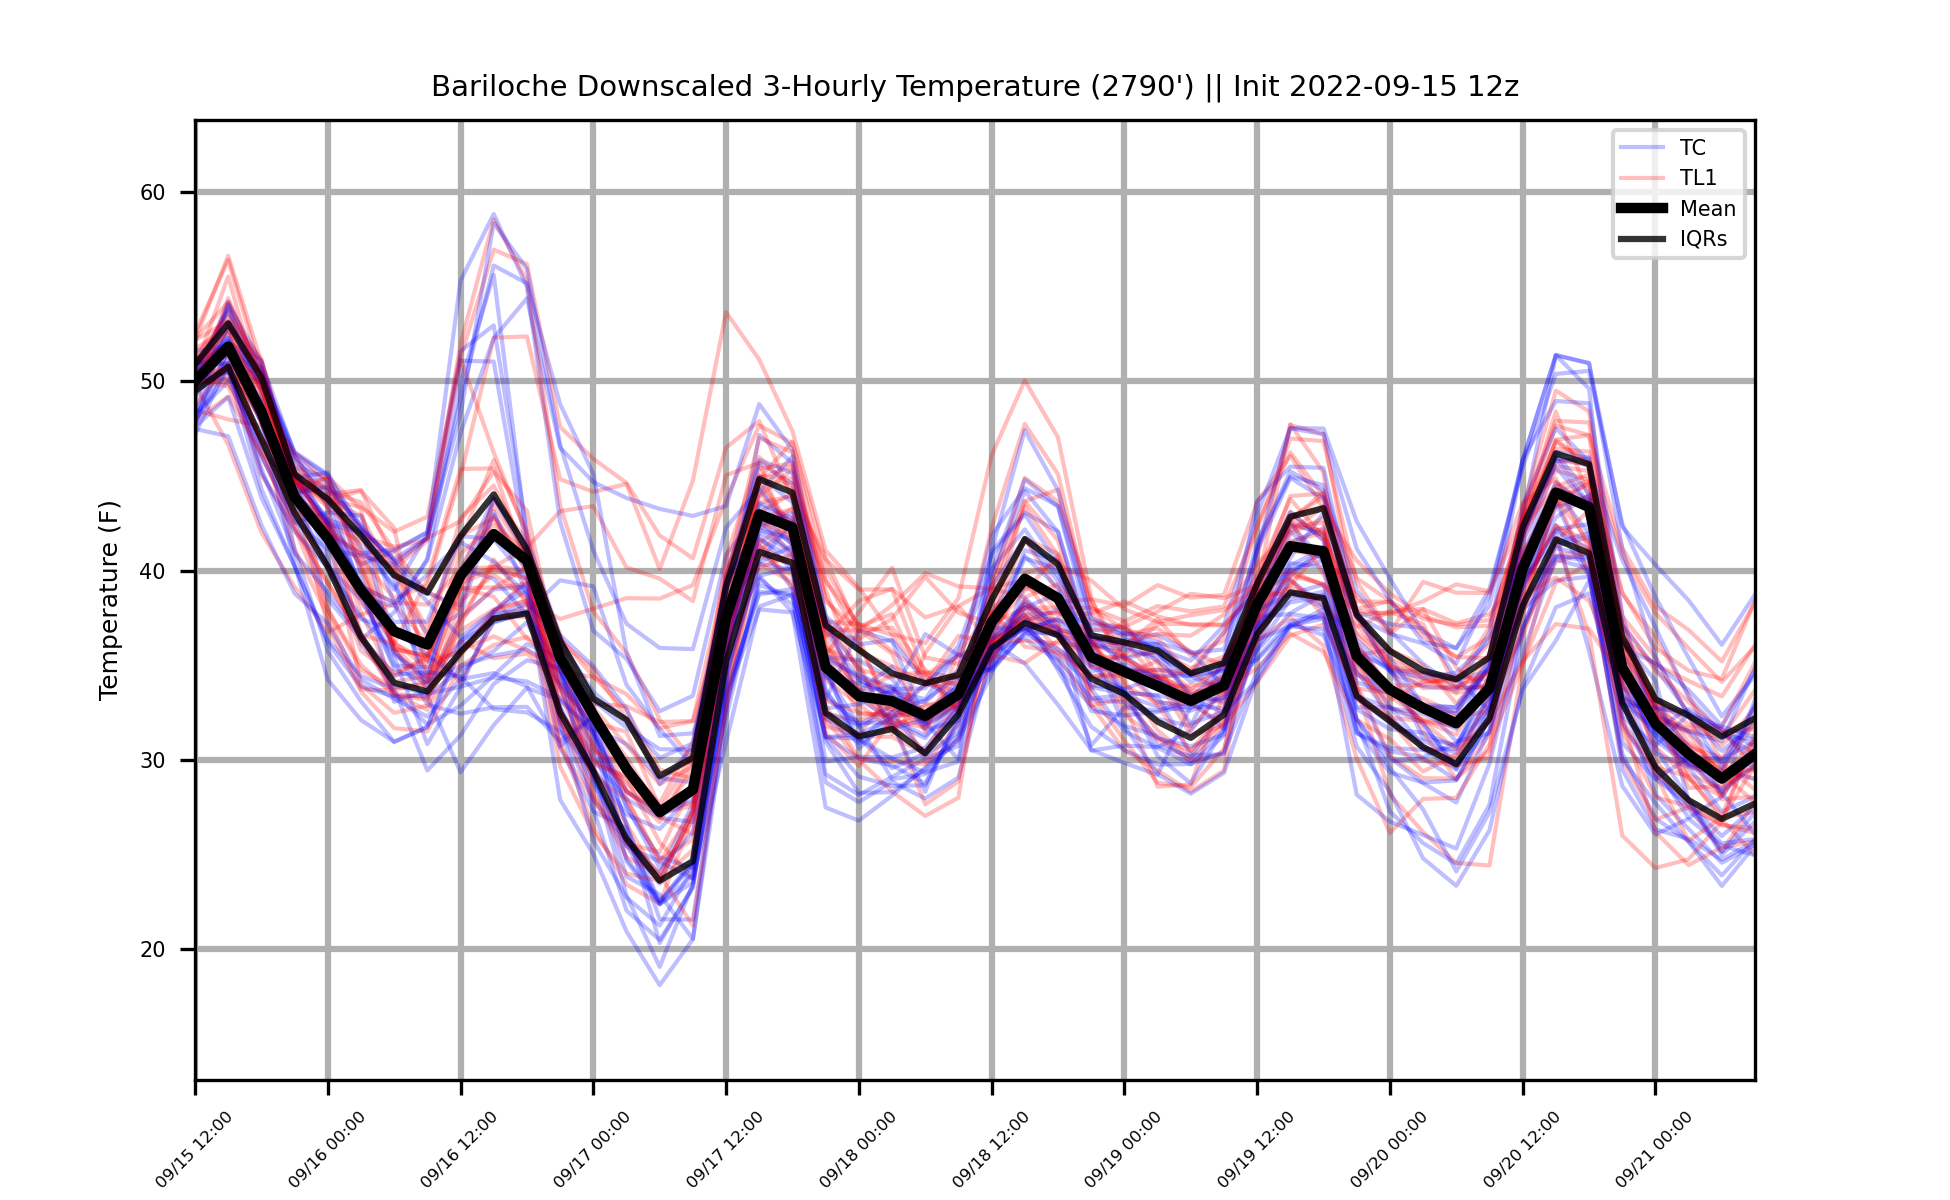 Bariloche Downscaled 3-Hourly Temperature (2790') || Init 2022-09-15 12z
TC
TL1
Mean
IQRs
Temperature (F)
60
50
40
30
20
09/15 12:00
09/16 00:00
09/16 12:00
09/17 00:00
09/17 12:00
09/18 00:00
09/18 12:00
09/19 00:00
09/19 12:00
09/20 00:00
09/20 12:00
09/21 00:00